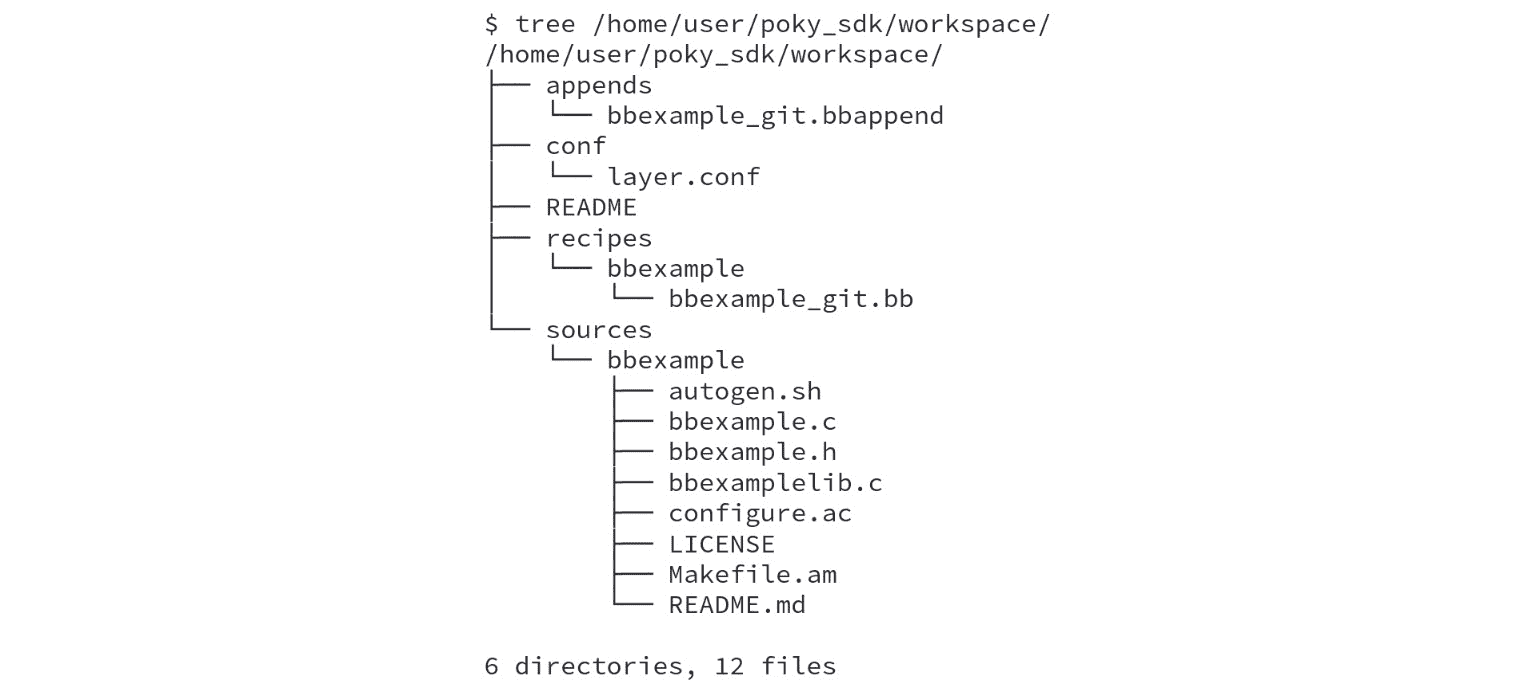 $ tree /home/user/poky_sdk/workspace/
/home/user/poky_sdk/workspace/
├── appends
│   └── bbexample_git.bbappend
├── conf
│   └── layer.conf
├── README
├── recipes
│   └── bbexample
│       └── bbexample_git.bb
└── sources
    └── bbexample
        ├── autogen.sh
        ├── bbexample.c
        ├── bbexample.h
        ├── bbexamplelib.c
        ├── configure.ac
        ├── LICENSE
        ├── Makefile.am
        └── README.md

6 directories, 12 files